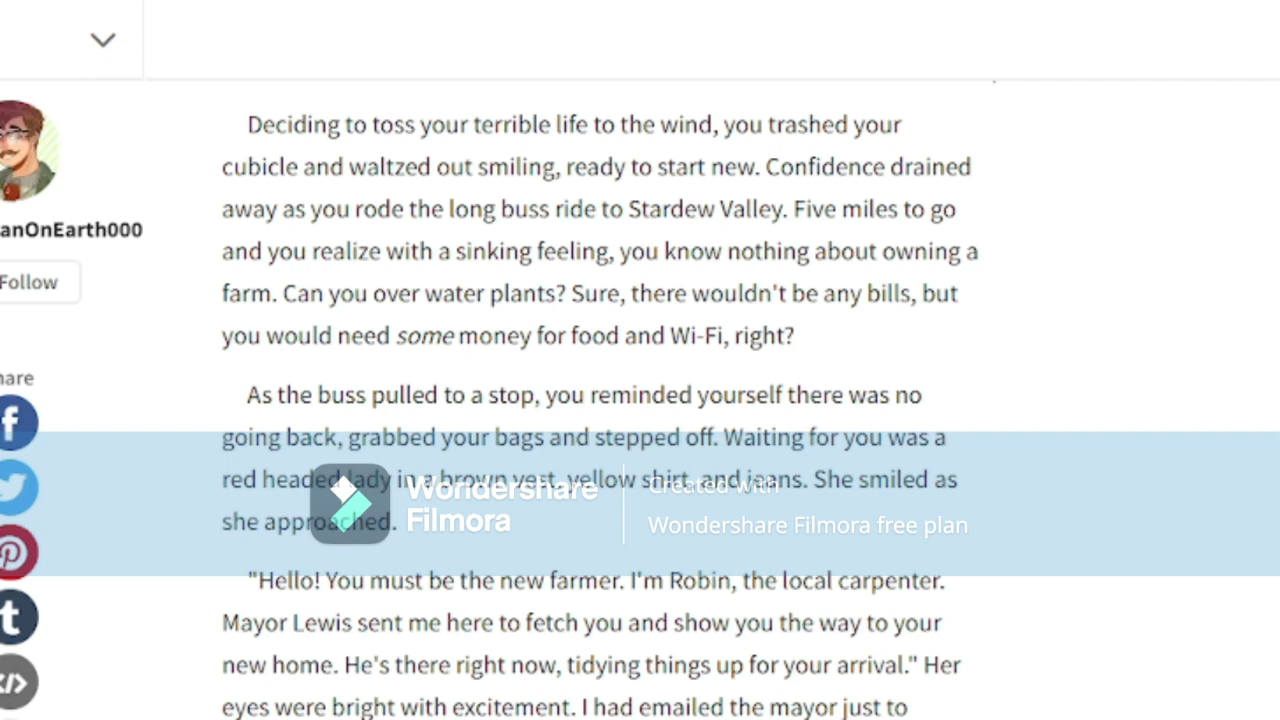 Deciding to toss your terrible life to the wind, you trashed your
cubicle and waltzed out smiling, ready to start new. Confidence drained
away as you rode the long buss ride to Stardew Valley. Five miles to go
anOnEarth000
and you realize with a sinking feeling, you know nothing about owning a
Follow
farm. Can you over water plants? Sure, there wouldn't be any bills, but
you would need some money for food and Wi-Fi, right?
hare
As the buss pulled to a stop, you reminded yourself there was no
going back, grabbed your bags and stepped off. Waiting for you was a
red headed lady in a brown vest, yellow shirt, and jeans. She smiled as
she approached.
Wondershare
Filmora
Created with
Wondershare Filmora free plan
"Hello! You must be the new farmer. I'm Robin, the local carpenter.
Mayor Lewis sent me here to fetch you and show you the way to your
new home. He's there right now, tidying things up for your arrival." Her
eyes were bright with excitement. I had emailed the mayor just to